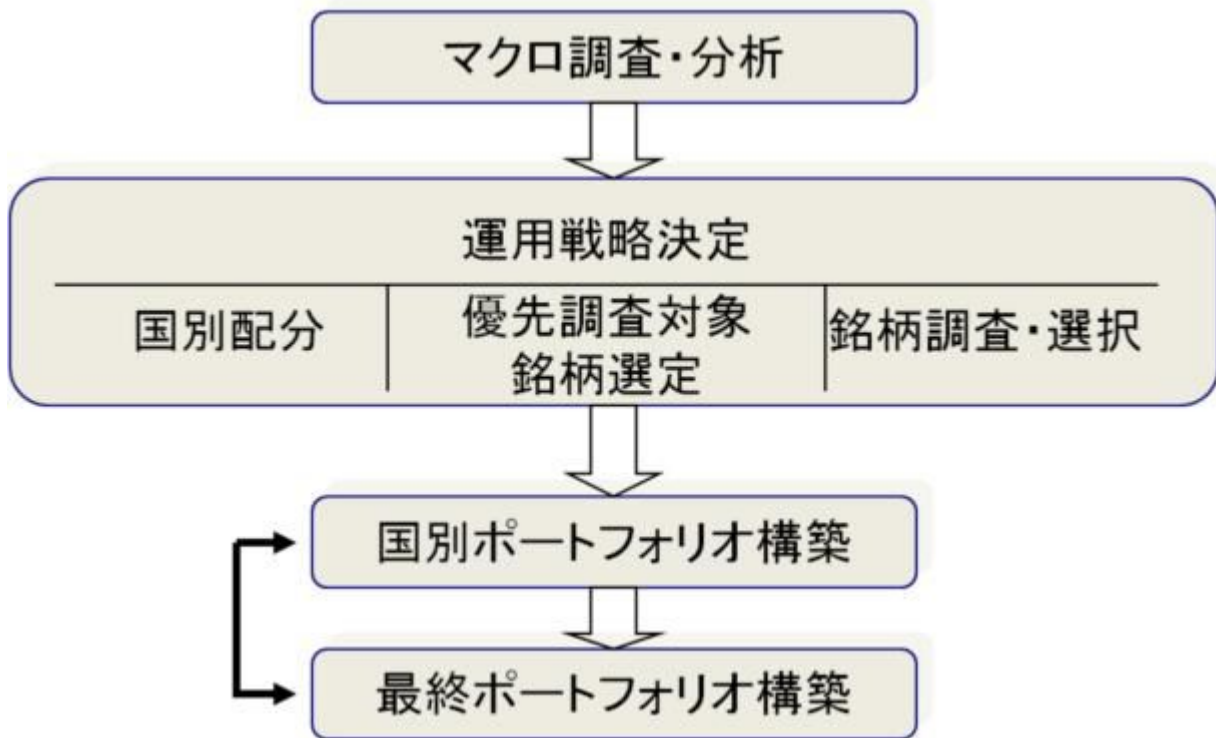 マクロ調査・分析
運用戦略決定
国別配分
優先調査対象
銘柄選定
銘柄調査・選択
国別ポートフォリオ構築
最終ポートフォリオ構築